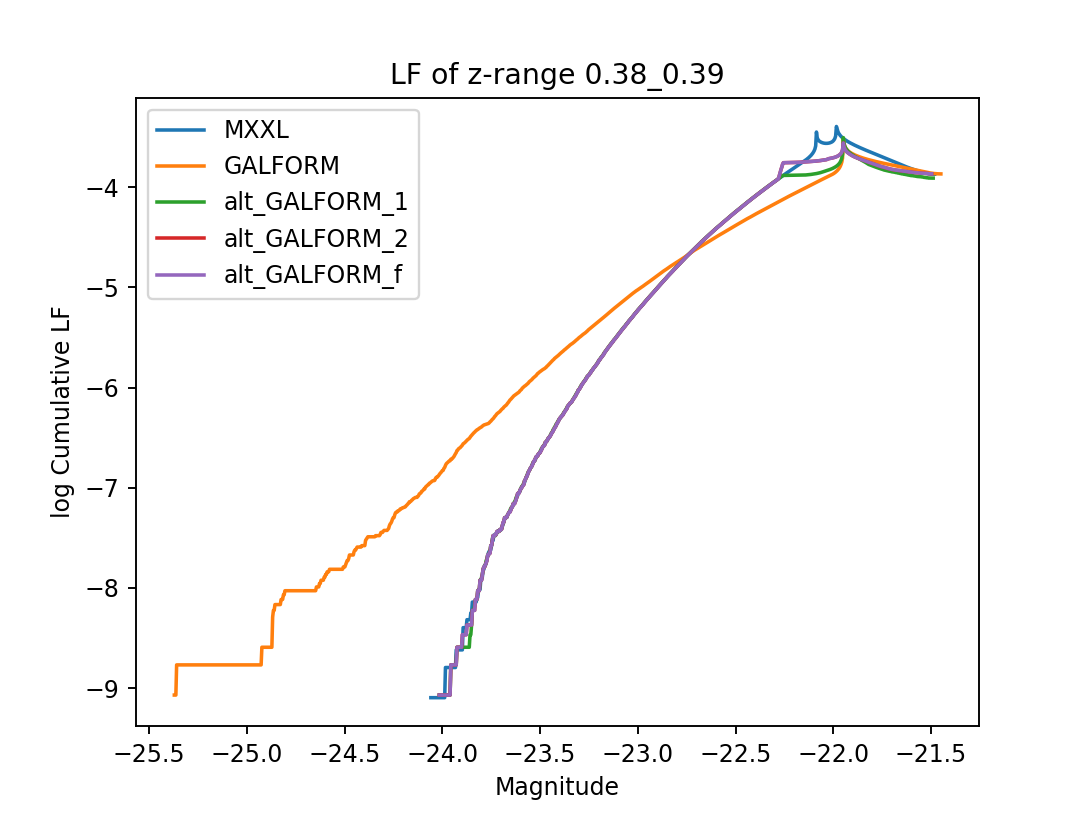 LF of z-range 0.38_0.39
MXXL
GALFORM
alt_GALFORM_1
alt_GALFORM_2
alt_GALFORM_f
log Cumulative LF
−4
−5
−6
−7
−8
−9
−25.5 −25.0 −24.5 −24.0 −23.5 −23.0 −22.5 −22.0 −21.5
Magnitude